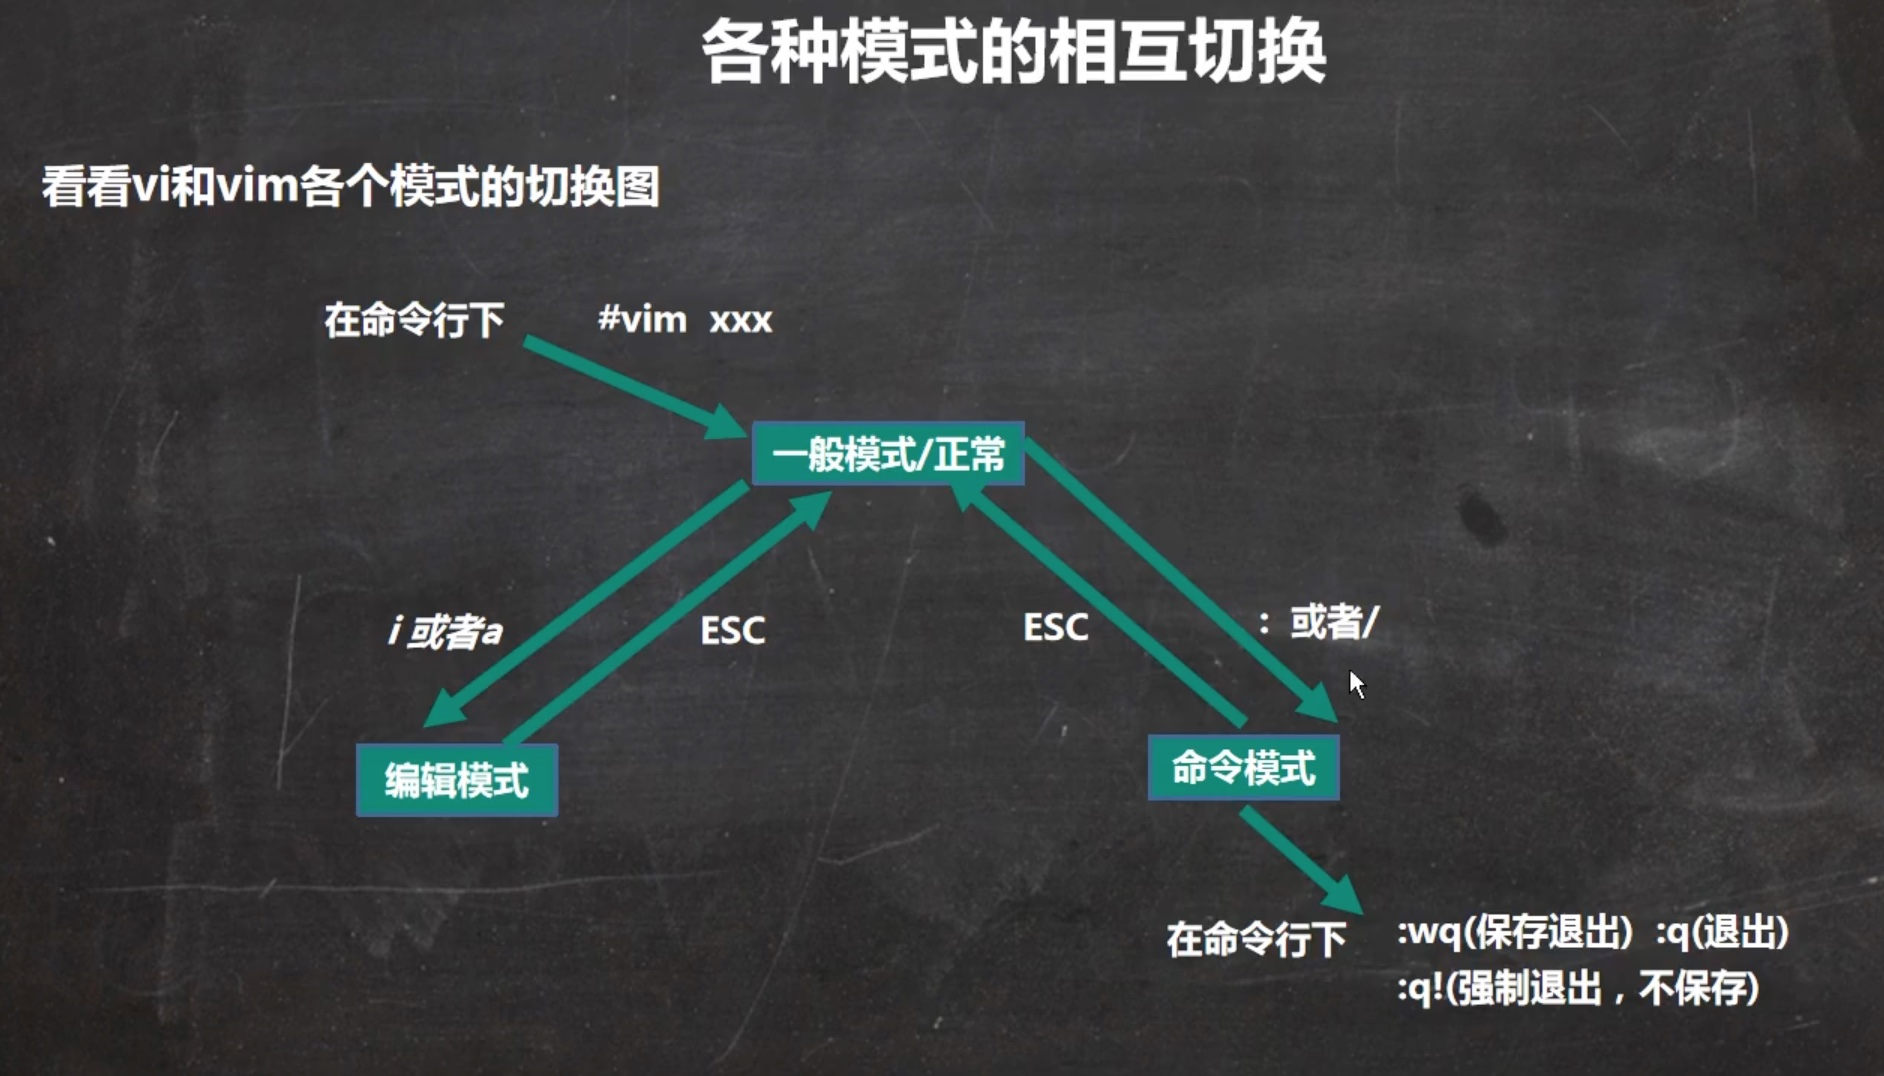 各种模式的相互切换
看看vi和vim各个模式的切换图
在命令行下 #vim xxx
一般模式/正常
i 或者a
ESC
ESC
： 或者/
编辑模式
命令模式
在命令行下
:wq(保存退出) :q(退出)
:q!(强制退出，不保存)